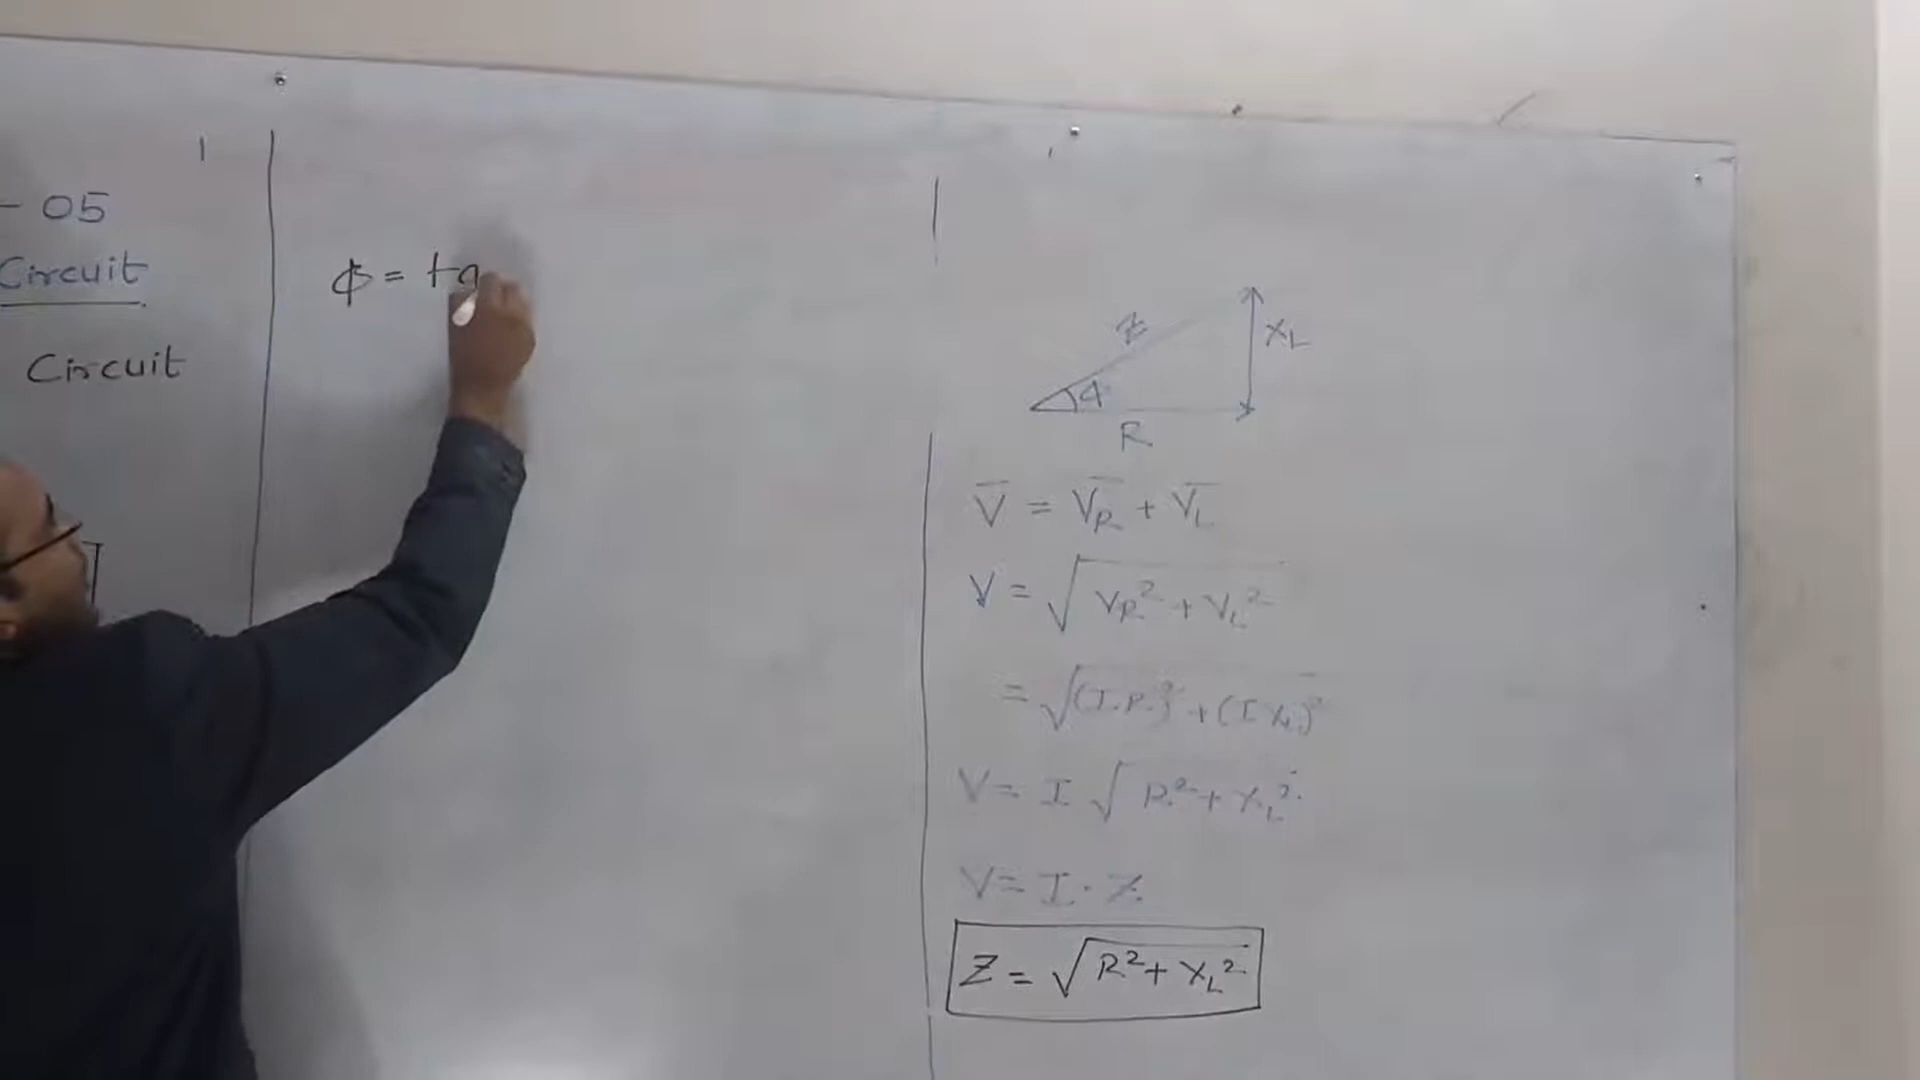 - 05
Circuit
Circuit
ϕ = ta
Z
X_L
ϕ
R
V̅ = V̅_R + V̅_L
V = √(V_R² + V_L²)
= √((I.R.)² + (I X_L)²)
V = I √(R² + X_L²)
V = I . Z
Z = √(R² + X_L²)